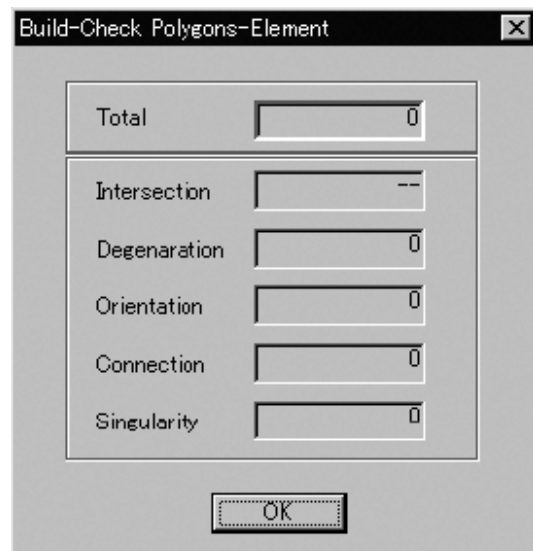 Build-Check Polygons-Element
Total 0
Intersection --
Degenaration 0
Orientation 0
Connection 0
Singularity 0
OK